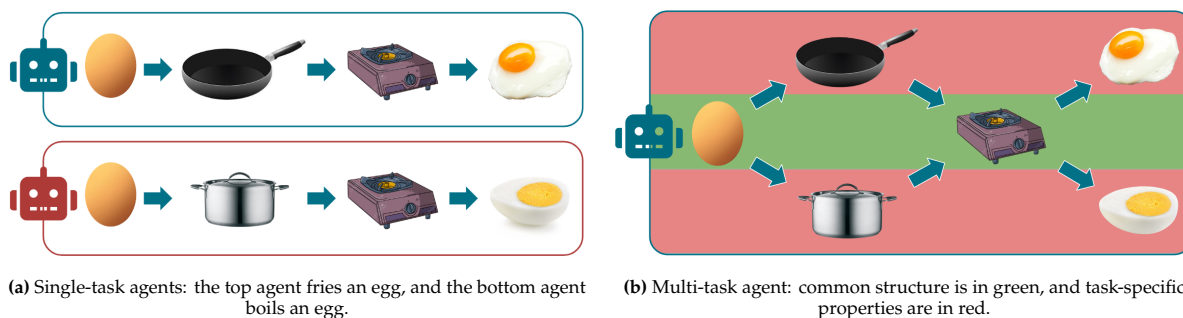 (a) Single-task agents: the top agent fries an egg, and the bottom agent
boils an egg.
(b) Multi-task agent: common structure is in green, and task-specific
properties are in red.